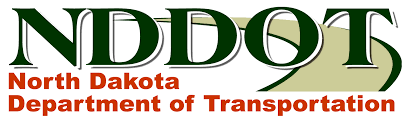 NDDOT
North Dakota
Department of Transportation